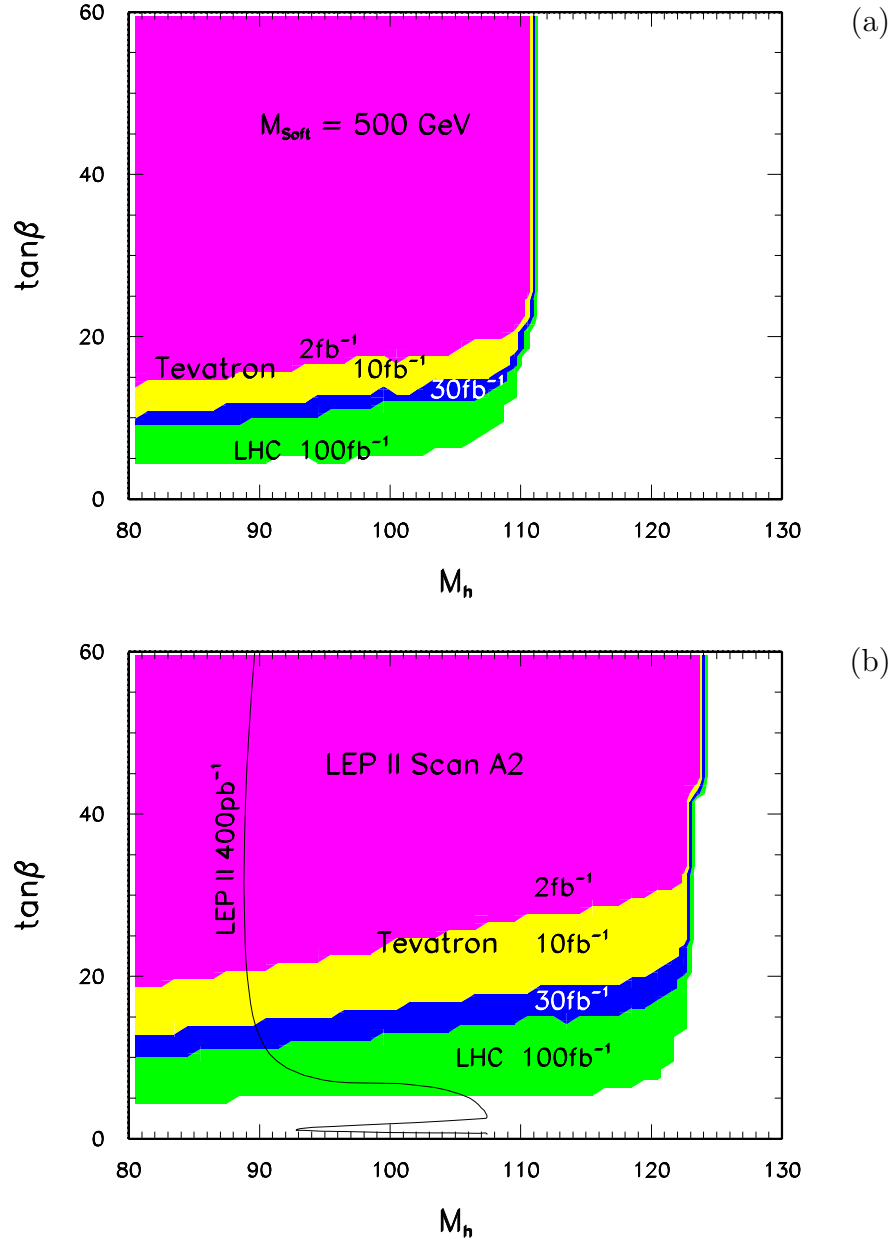 (a)
60
M_Soft = 500 GeV
40
tanβ
20
2fb⁻¹
Tevatron 10fb⁻¹
30fb⁻¹
LHC 100fb⁻¹
0
80 90 100 110 120 130
M_h
(b)
60
LEP II Scan A2
LEP II 400pb⁻¹
40
tanβ
2fb⁻¹
Tevatron 10fb⁻¹
20
30fb⁻¹
LHC 100fb⁻¹
0
80 90 100 110 120 130
M_h